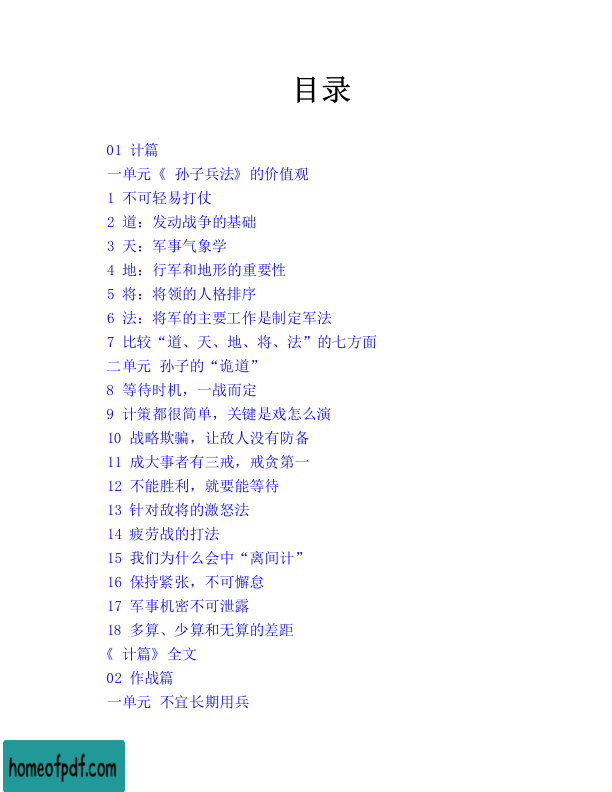 目录
01 计篇
一单元《 孙子兵法》的价值观
1 不可轻易打仗
2 道：发动战争的基础
3 天：军事气象学
4 地：行军和地形的重要性
5 将：将领的人格排序
6 法：将军的主要工作是制定军法
7 比较“道、天、地、将、法”的七方面
二单元 孙子的“诡道”
8 等待时机，一战而定
9 计策都很简单，关键是戏怎么演
10 战略欺骗，让敌人没有防备
11 成大事者有三戒，戒贪第一
12 不能胜利，就要能等待
13 针对敌将的激怒法
14 疲劳战的打法
15 我们为什么会中“离间计”
16 保持紧张，不可懈怠
17 军事机密不可泄露
18 多算、少算和无算的差距
《 计篇》全文
02 作战篇
一单元 不宜长期用兵
homeofpdf.com